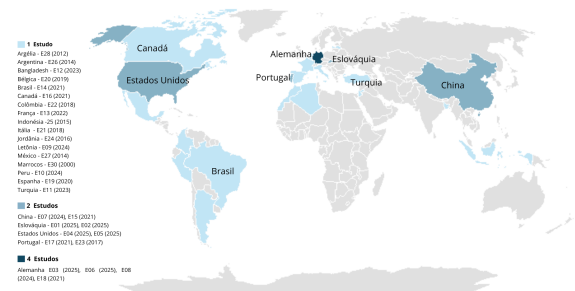 1 Estudo
Argélia - E28 (2012)
Argentina - E26 (2014)
Bangladesh - E12 (2023)
Bélgica - E20 (2019)
Brasil - E14 (2021)
Canadá - E16 (2021)
Colômbia - E22 (2018)
França - E13 (2022)
Indonésia -25 (2015)
Itália - E21 (2018)
Jordânia - E24 (2016)
Letônia - E09 (2024)
México - E27 (2014)
Marrocos - E30 (2000)
Peru - E10 (2024)
Espanha - E19 (2020)
Turquia - E11 (2023)
2 Estudos
China - E07 (2024), E15 (2021)
Eslováquia - E01 (2025), E02 (2025)
Estados Unidos - E04 (2025), E05 (2025)
Portugal - E17 (2021), E23 (2017)
4 Estudos
Alemanha E03 (2025), E06 (2025), E08
(2024), E18 (2021)
Canadá
Estados Unidos
Brasil
Alemanha
Eslováquia
Portugal
Turquia
China